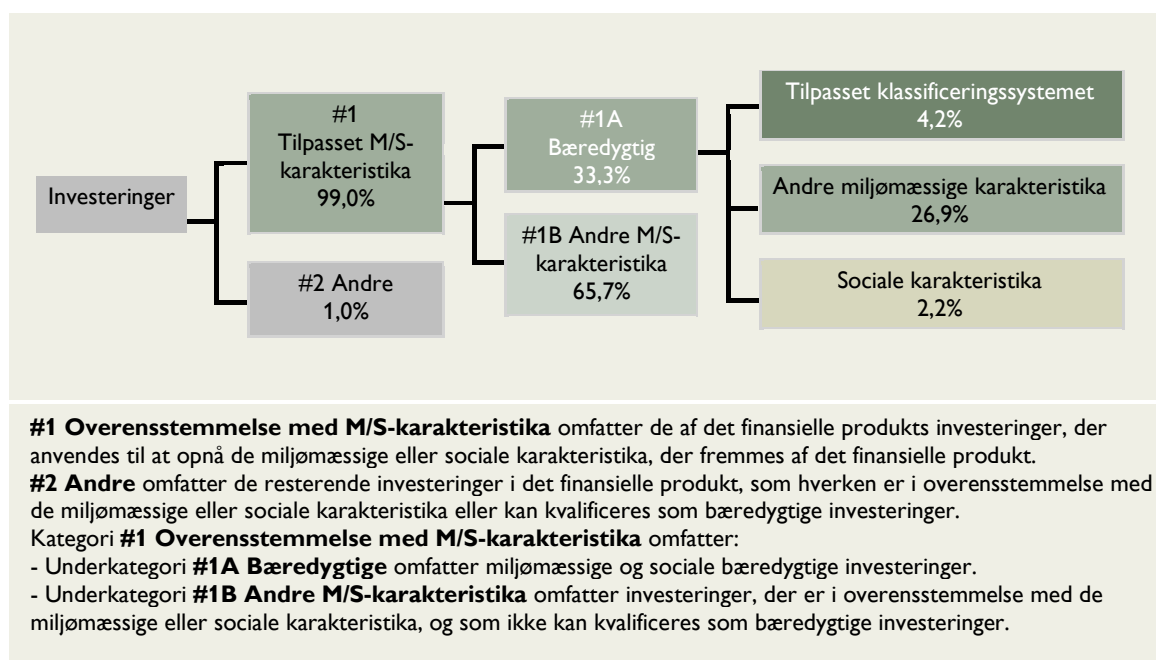 Investeringer
#1
Tilpasset M/S-
karakteristika
99,0%
#2 Andre
1,0%
#1A
Bæredygtig
33,3%
#1B Andre M/S-
karakteristika
65,7%
Tilpasset klassificeringssystemet
4,2%
Andre miljømæssige karakteristika
26,9%
Sociale karakteristika
2,2%
#1 Overensstemmelse med M/S-karakteristika omfatter de af det finansielle produkts investeringer, der
anvendes til at opnå de miljømæssige eller sociale karakteristika, der fremmes af det finansielle produkt.
#2 Andre omfatter de resterende investeringer i det finansielle produkt, som hverken er i overensstemmelse med
de miljømæssige eller sociale karakteristika eller kan kvalificeres som bæredygtige investeringer.
Kategori #1 Overensstemmelse med M/S-karakteristika omfatter:
- Underkategori #1A Bæredygtige omfatter miljømæssige og sociale bæredygtige investeringer.
- Underkategori #1B Andre M/S-karakteristika omfatter investeringer, der er i overensstemmelse med de
miljømæssige eller sociale karakteristika, og som ikke kan kvalificeres som bæredygtige investeringer.